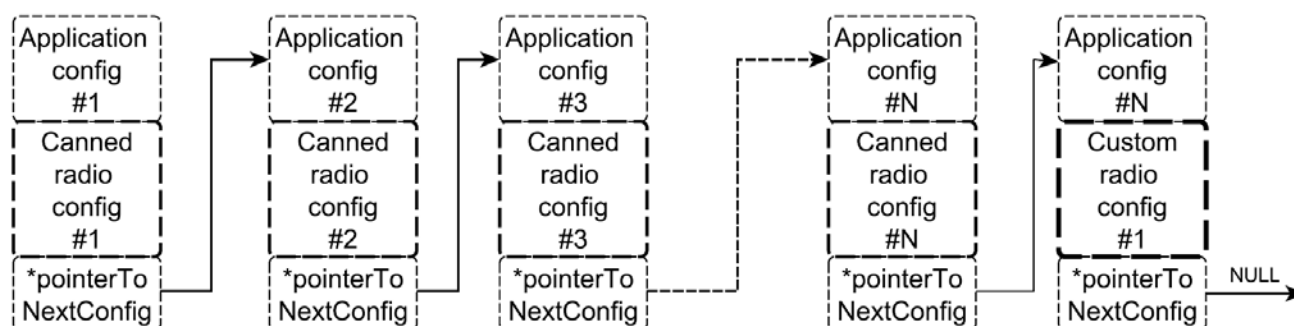 Application
config
#1
Canned
radio
config
#1
*pointerTo
NextConfig
Application
config
#2
Canned
radio
config
#2
*pointerTo
NextConfig
Application
config
#3
Canned
radio
config
#3
*pointerTo
NextConfig
Application
config
#N
Canned
radio
config
#N
*pointerTo
NextConfig
Application
config
#N
Custom
radio
config
#1
*pointerTo
NextConfig
NULL